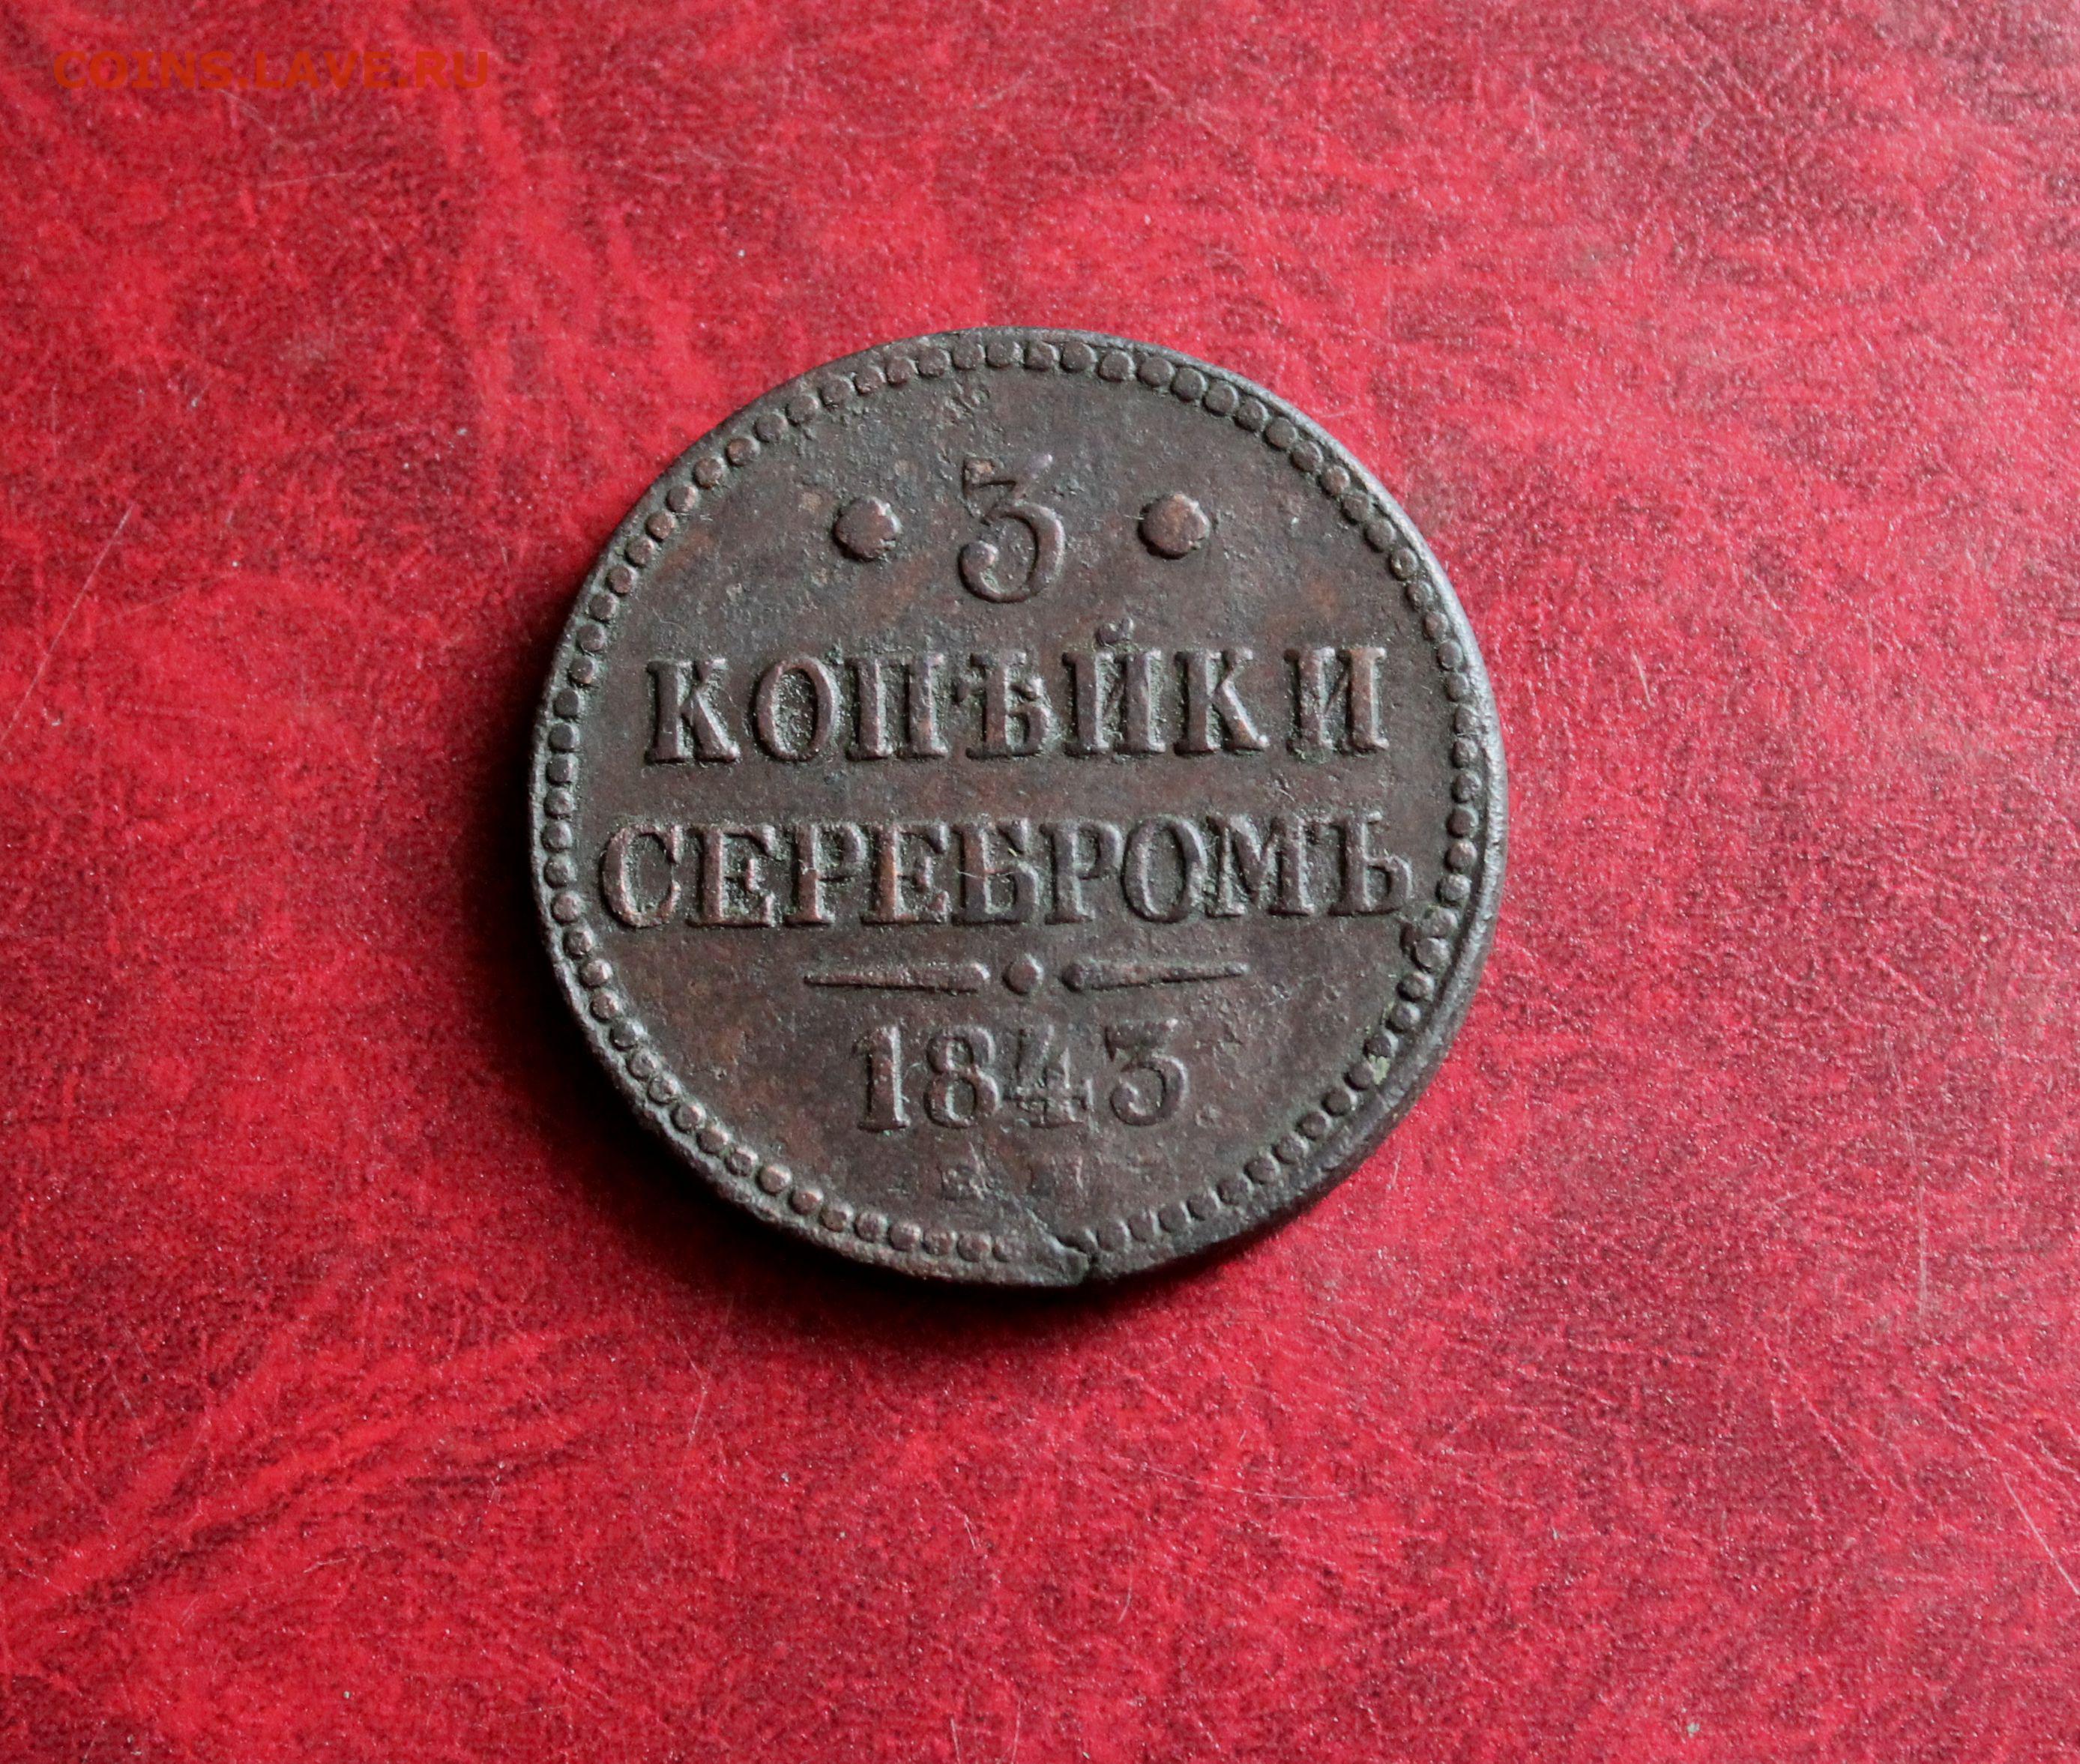 COINS.LAVE.RU
• 3 •
КОПѢЙКИ
СЕРЕБРОМЪ
1843